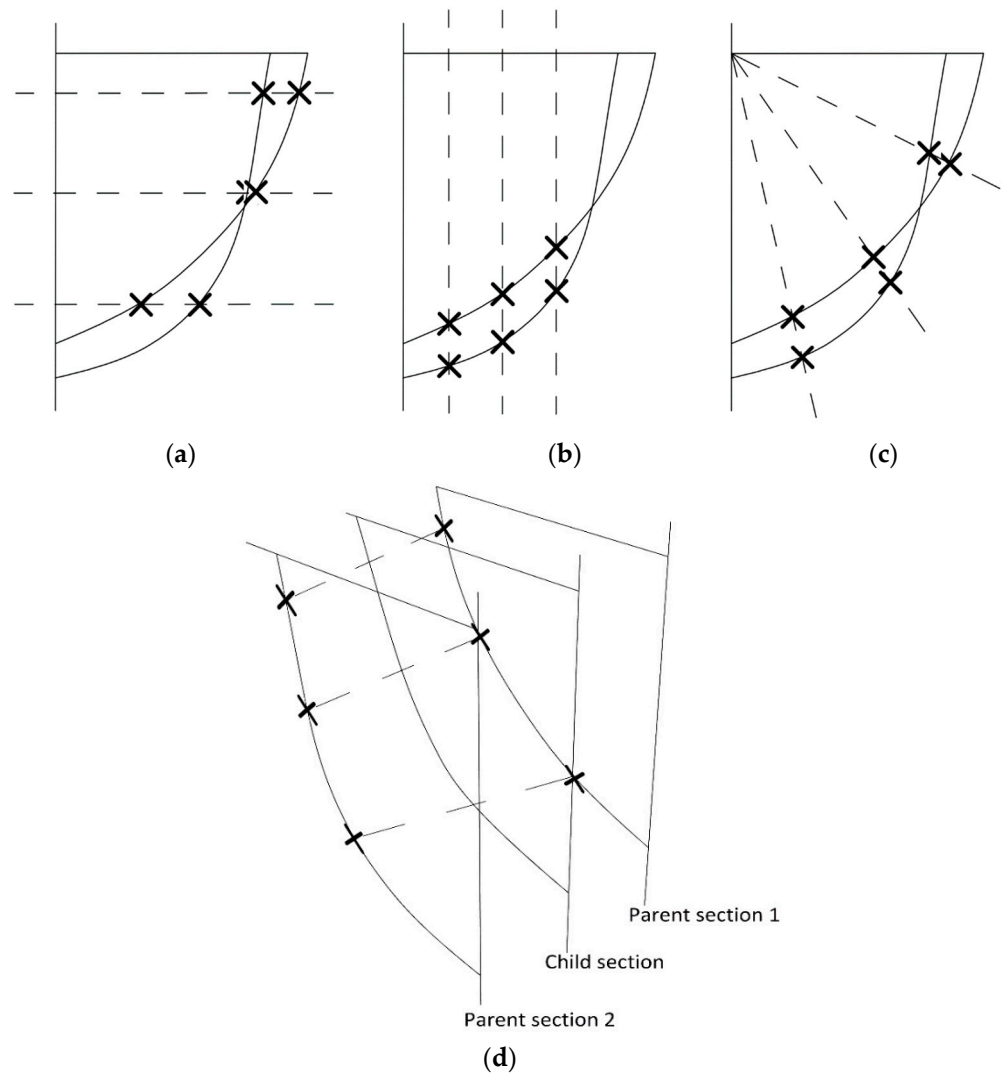 (a)
(b)
(c)
Parent section 1
Child section
Parent section 2
(d)